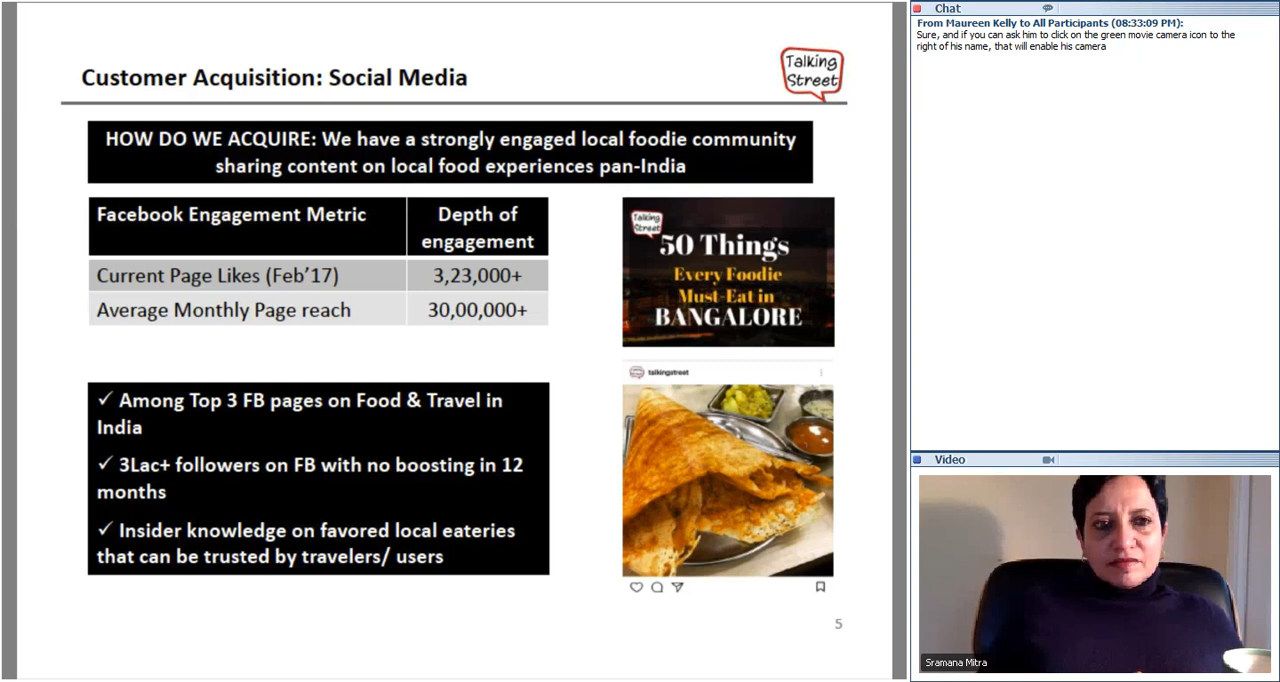 Customer Acquisition: Social Media
Talking
Street
HOW DO WE ACQUIRE: We have a strongly engaged local foodie community
sharing content on local food experiences pan-India
Facebook Engagement Metric
Depth of
engagement
Current Page Likes (Feb'17)
3,23,000+
Average Monthly Page reach
30,00,000+
Talking
Street
50 Things
Every Foodie
Must-Eat in
BANGALORE
✓ Among Top 3 FB pages on Food & Travel in
India
✓ 3Lac+ followers on FB with no boosting in 12
months
✓ Insider knowledge on favored local eateries
that can be trusted by travelers/ users
talkingstreet
5
Chat
From Maureen Kelly to All Participants (08:33:09 PM):
Sure, and if you can ask him to click on the green movie camera icon to the
right of his name, that will enable his camera
Video
Sramana Mitra